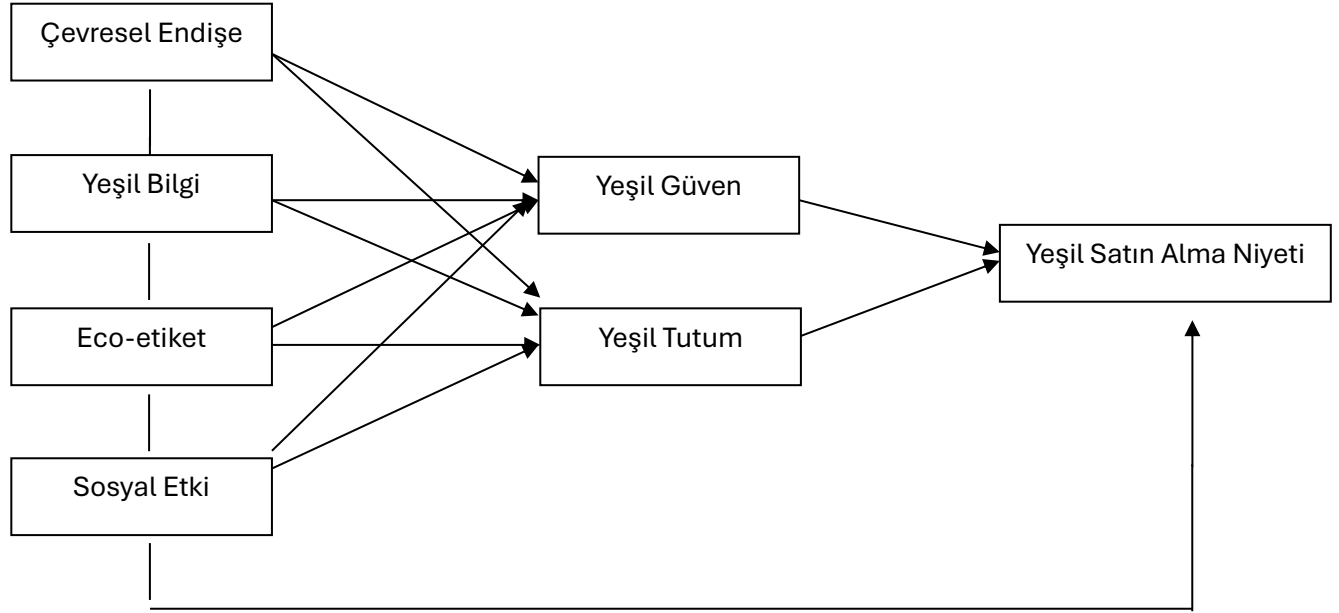 Çevresel Endişe
Yeşil Bilgi
Eco-etiket
Sosyal Etki
Yeşil Güven
Yeşil Tutum
Yeşil Satın Alma Niyeti